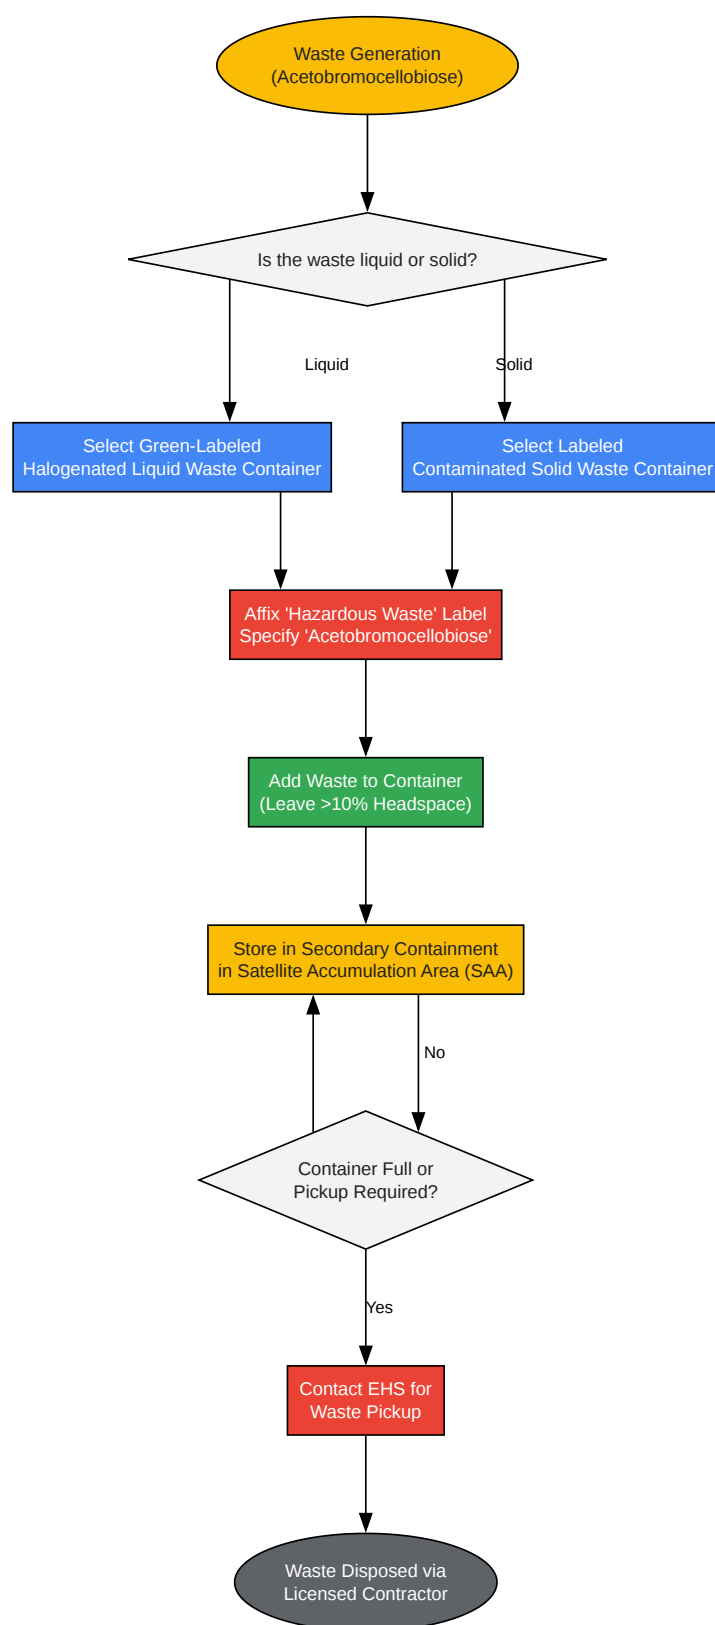 Waste Generation
(Acetobromocellobiose)
Is the waste liquid or solid?
Liquid
Solid
Select Green-Labeled
Halogenated Liquid Waste Container
Select Labeled
Contaminated Solid Waste Container
Affix 'Hazardous Waste' Label
Specify 'Acetobromocellobiose'
Add Waste to Container
(Leave >10% Headspace)
Store in Secondary Containment
in Satellite Accumulation Area (SAA)
No
Container Full or
Pickup Required?
Yes
Contact EHS for
Waste Pickup
Waste Disposed via
Licensed Contractor